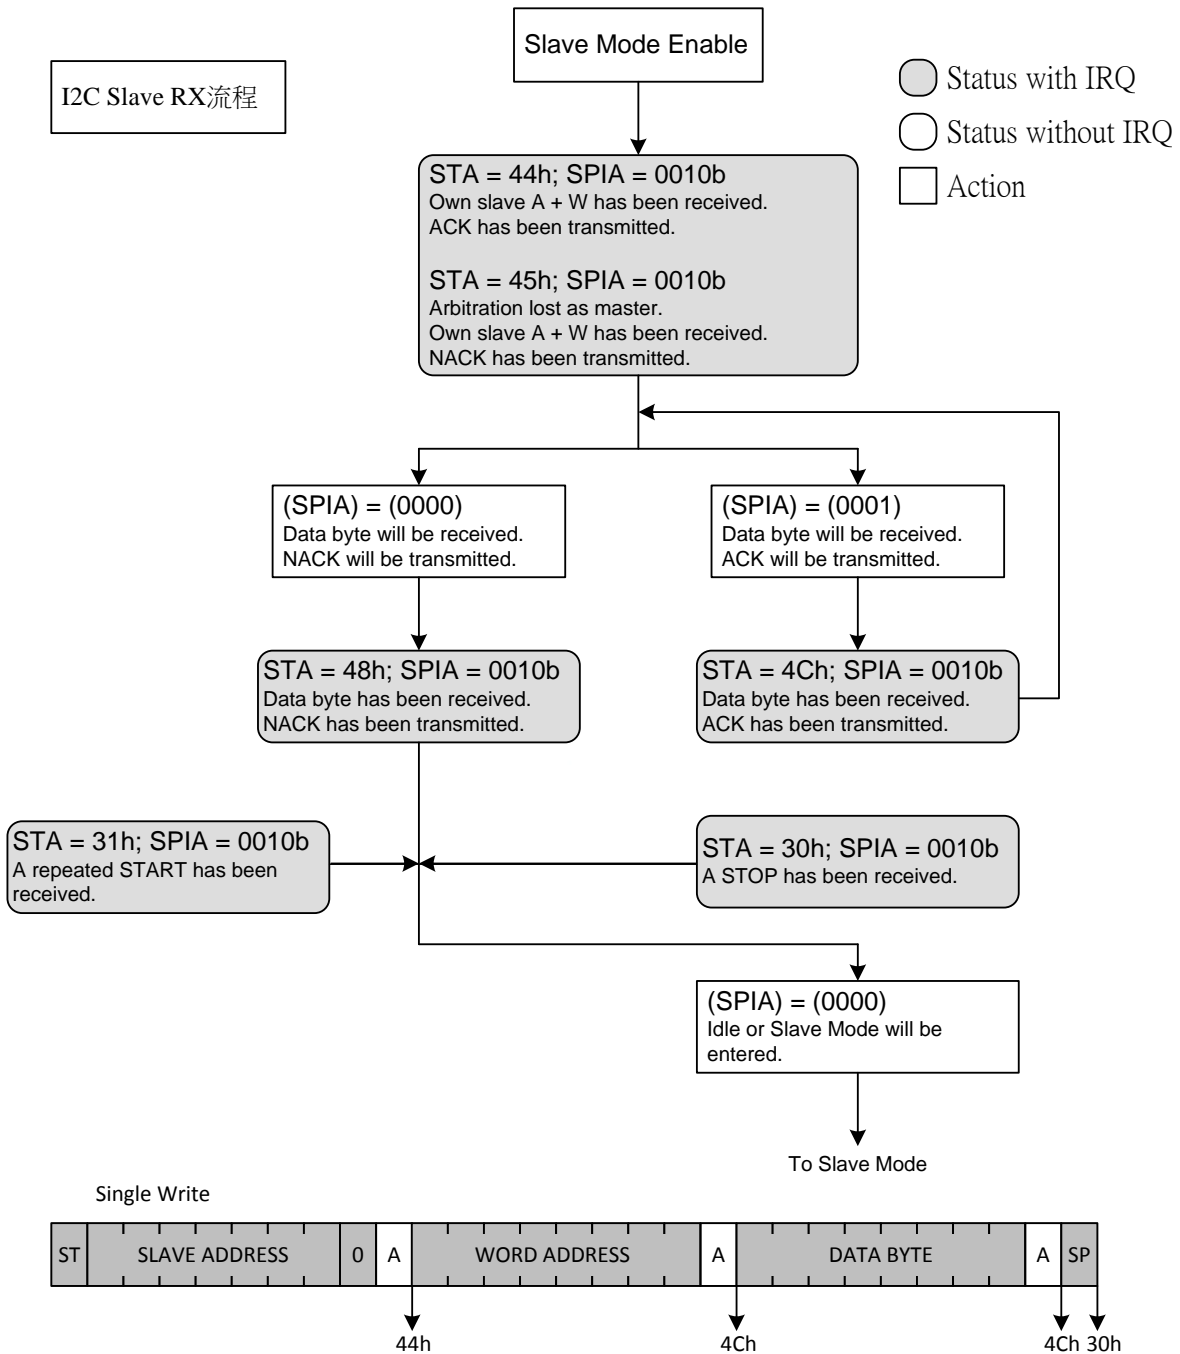 Slave Mode Enable
I2C Slave RX流程
Status with IRQ
Status without IRQ
Action
STA = 44h; SPIA = 0010b
Own slave A + W has been received.
ACK has been transmitted.
STA = 45h; SPIA = 0010b
Arbitration lost as master.
Own slave A + W has been received.
NACK has been transmitted.
(SPIA) = (0000)
Data byte will be received.
NACK will be transmitted.
(SPIA) = (0001)
Data byte will be received.
ACK will be transmitted.
STA = 48h; SPIA = 0010b
Data byte has been received.
NACK has been transmitted.
STA = 4Ch; SPIA = 0010b
Data byte has been received.
ACK has been transmitted.
STA = 31h; SPIA = 0010b
A repeated START has been
received.
STA = 30h; SPIA = 0010b
A STOP has been received.
(SPIA) = (0000)
Idle or Slave Mode will be
entered.
To Slave Mode
Single Write
ST SLAVE ADDRESS 0 A WORD ADDRESS A DATA BYTE A SP
44h 4Ch 4Ch 30h